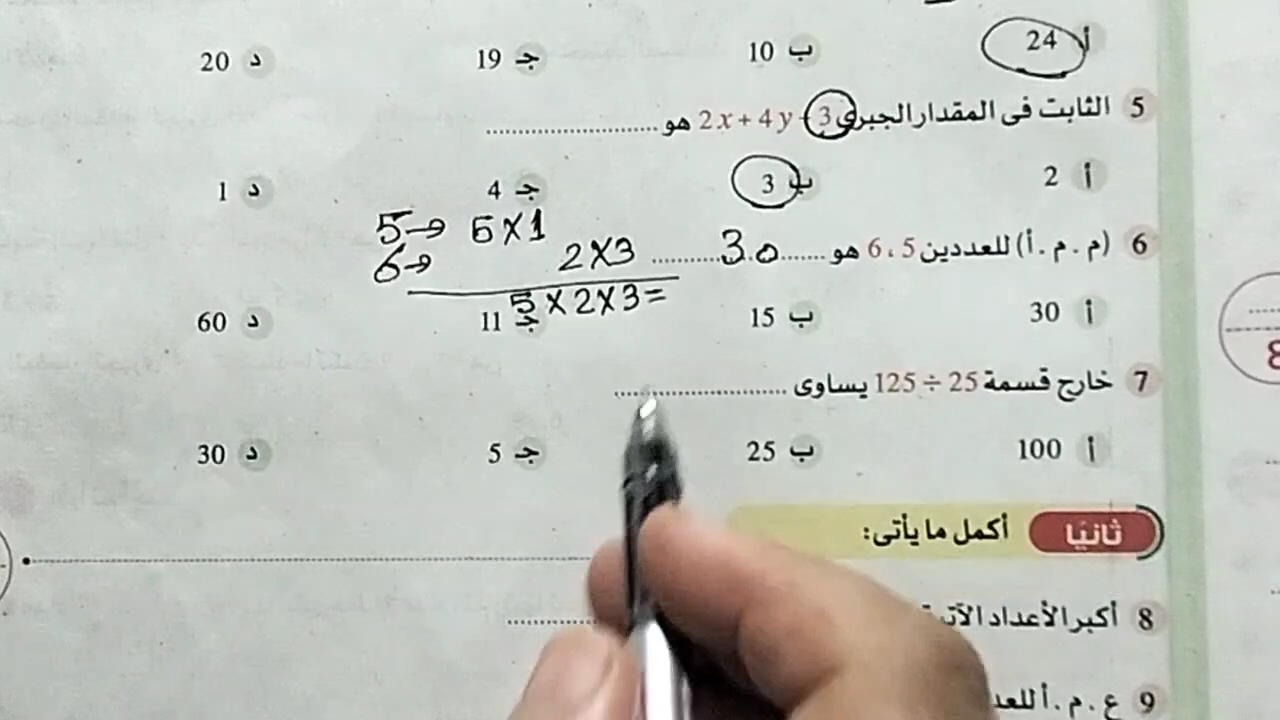 أ 24 ب 10 جـ 19 د 20
5 الثابت فى المقدار الجبرى 2x + 4y + 3 هو ..............
أ 2 ب 3 جـ 4 د 1
5→ 5×1
6 (م . م . أ) للعددين 5 ، 6 هو ......30......
6→ 2×3
5×2×3=
أ 30 ب 15 جـ 11 د 60
7 خارج قسمة 25 ÷ 125 يساوى ..............
أ 100 ب 25 جـ 5 د 30
ثانيًا أكمل ما يأتى:
8 أكبر الأعداد ..............
9 ع . م . أ
8